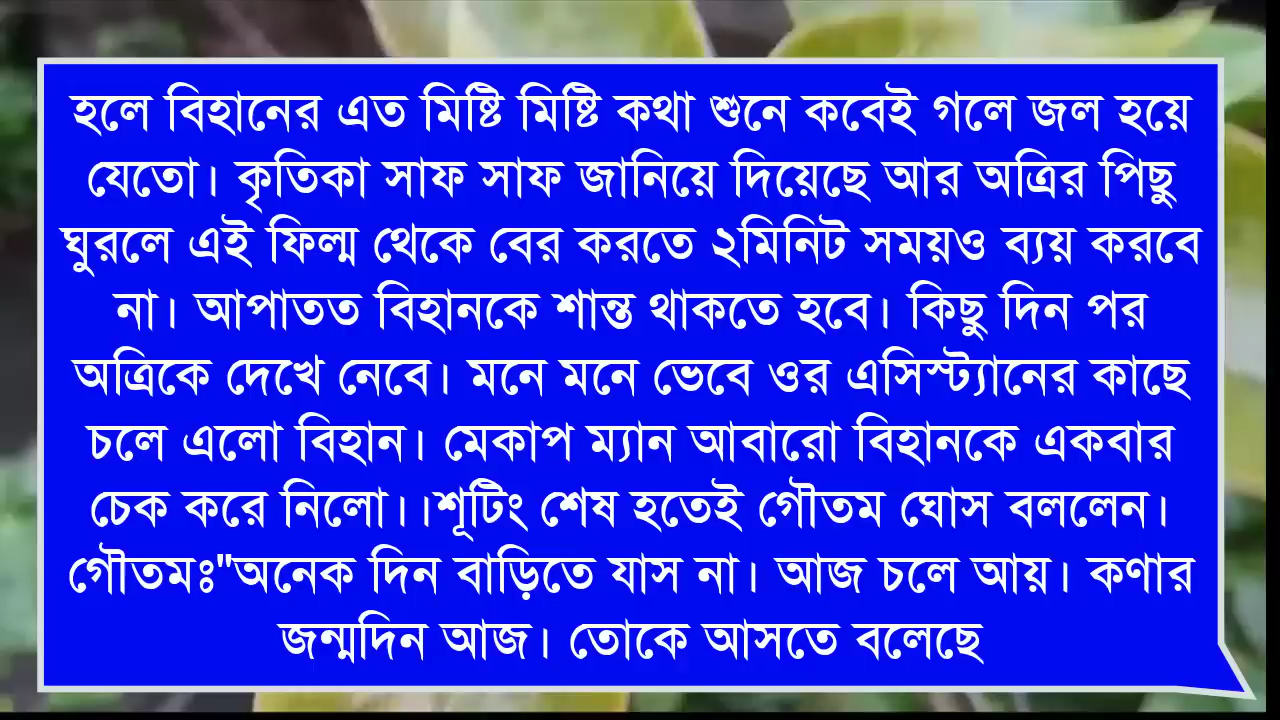 হলে বিহানের এত মিষ্টি মিষ্টি কথা শুনে কবেই গলে জল হয়ে
যেতো। কৃতিকা সাফ সাফ জানিয়ে দিয়েছে আর অত্রির পিছু
ঘুরলে এই ফিল্ম থেকে বের করতে ২মিনিট সময়ও ব্যয় করবে
না। আপাতত বিহানকে শান্ত থাকতে হবে। কিছু দিন পর
অত্রিকে দেখে নেবে। মনে মনে ভেবে ওর এসিস্ট্যানের কাছে
চলে এলো বিহান। মেকাপ ম্যান আবারো বিহানকে একবার
চেক করে নিলো।।শূটিং শেষ হতেই গৌতম ঘোস বললেন।
গৌতমঃ"অনেক দিন বাড়িতে যাস না। আজ চলে আয়। কণার
জন্মদিন আজ। তোকে আসতে বলেছে